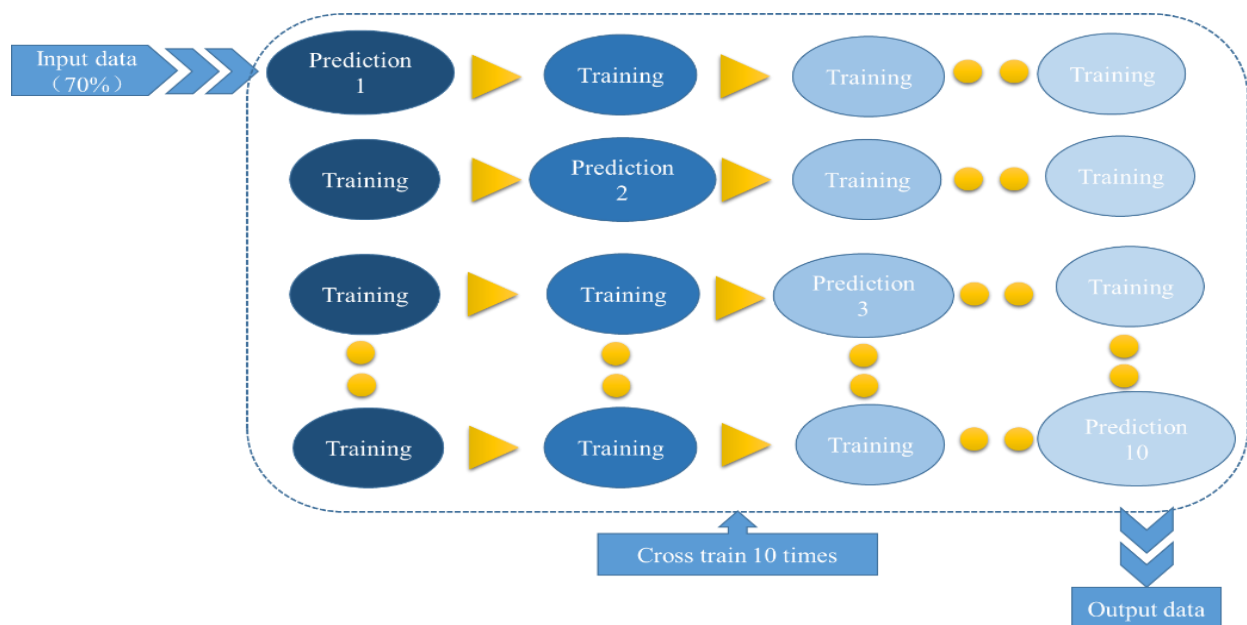 Input data
（70%）
Prediction
1
Training
Training
Training
Training
Prediction
2
Training
Training
Training
Training
Prediction
3
Training
Training
Training
Training
Prediction
10
Cross train 10 times
Output data